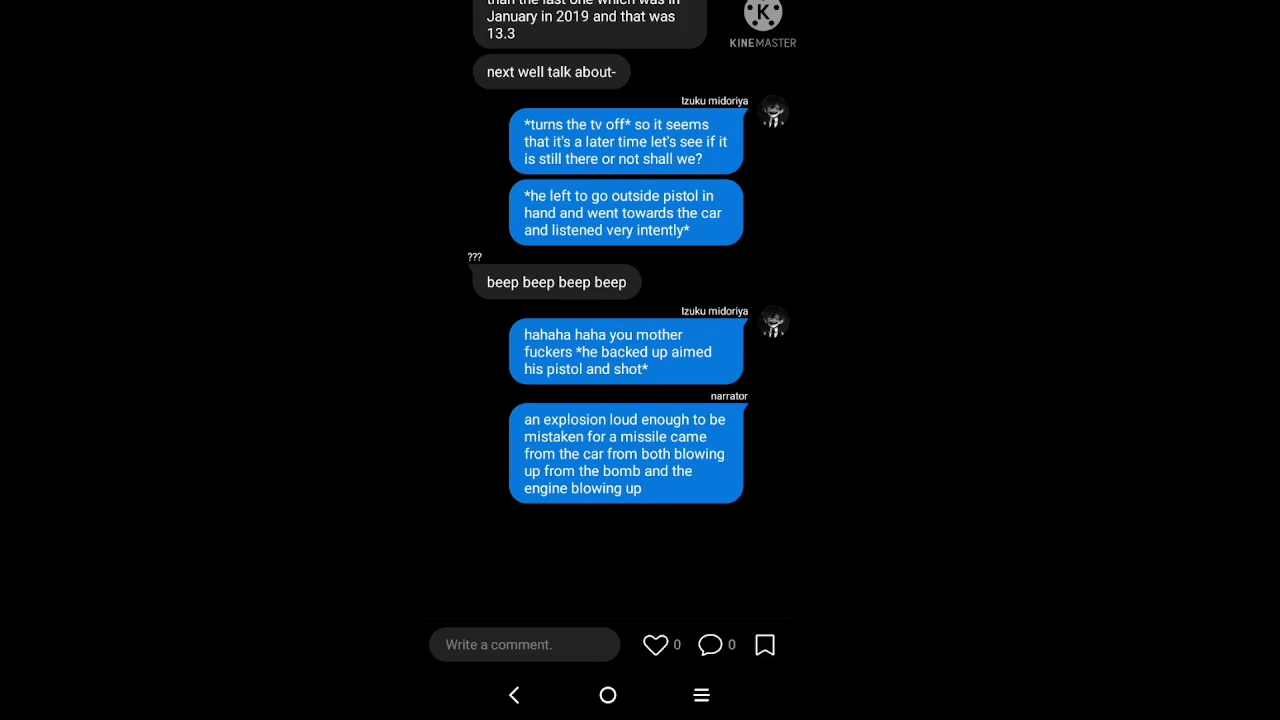 than the last one which was in
January in 2019 and that was
13.3
KINEMASTER
next well talk about-
Izuku midoriya
*turns the tv off* so it seems
that it's a later time let's see if it
is still there or not shall we?
*he left to go outside pistol in
hand and went towards the car
and listened very intently*
???
beep beep beep beep
Izuku midoriya
hahaha haha you mother
fuckers *he backed up aimed
his pistol and shot*
narrator
an explosion loud enough to be
mistaken for a missile came
from the car from both blowing
up from the bomb and the
engine blowing up
Write a comment.
0
0